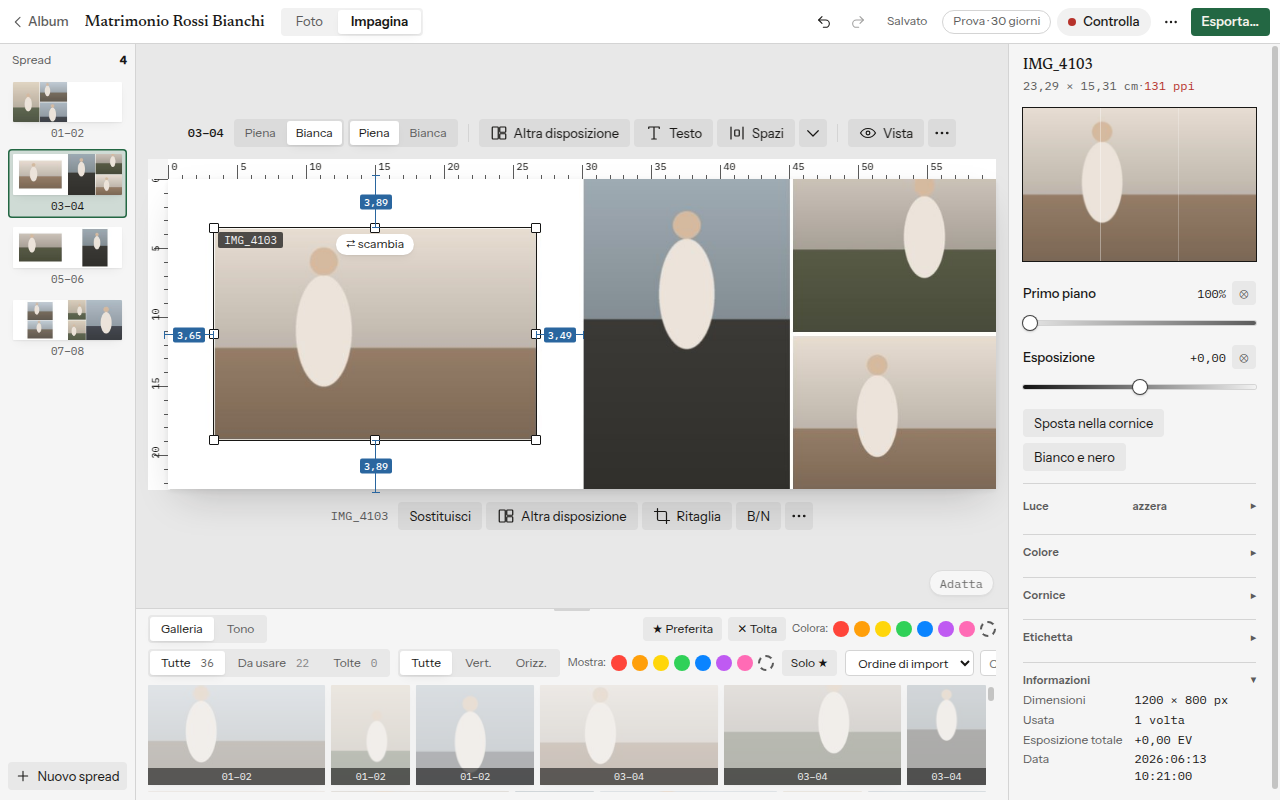 Album Matrimonio Rossi Bianchi Foto Impagina Salvato Prova·30 giorni Controlla Esporta...
Spread 4
01–02
03–04
05–06
07–08
Nuovo spread
03–04 Piena Bianca Piena Bianca Altra disposizione Testo Spazi Vista
0 5 10 15 20 25 30 35 40 45 50 55
5 10 15 20
IMG_4103
scambia
3,89
3,65
3,49
3,89
IMG_4103 Sostituisci Altra disposizione Ritaglia B/N
Adatta
Galleria Tono ★ Preferita ✕ Tolta Colora:
Tutte 36 Da usare 22 Tolte 0 Tutte Vert. Orizz. Mostra: Solo ★ Ordine di import
01–02 01–02 01–02 03–04 03–04 03–04
IMG_4103
23,29 × 15,31 cm·131 ppi
Primo piano 100%
Esposizione +0,00
Sposta nella cornice
Bianco e nero
Luce azzera
Colore
Cornice
Etichetta
Informazioni
Dimensioni 1200 × 800 px
Usata 1 volta
Esposizione totale +0,00 EV
Data 2026:06:13
10:21:00